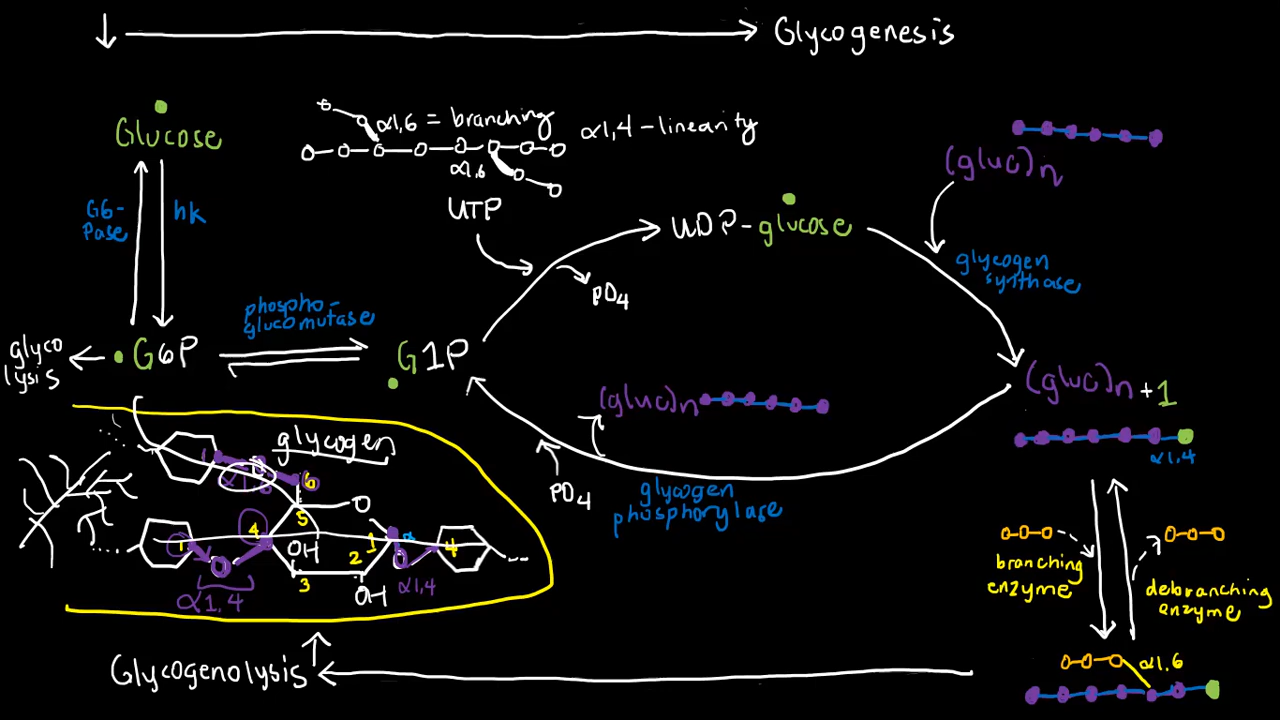 Glycogenesis
Glucose
α1,6 = branching
α1,4 - linearity
α1,6
UTP
G6-
Pase
hk
UDP-glucose
PO4
(gluc)n
glycogen
synthase
phospho-
glucomutase
glyco
lysis
G6P
G1P
(gluc)n
(gluc)n+1
α1,4
PO4
glycogen
phosphorylase
glycogen
1
6
5
O
4
OH
1
2
3
OH
1
α1,4
4
α1,4
branching
enzyme
debranching
enzyme
α1,6
Glycogenolysis